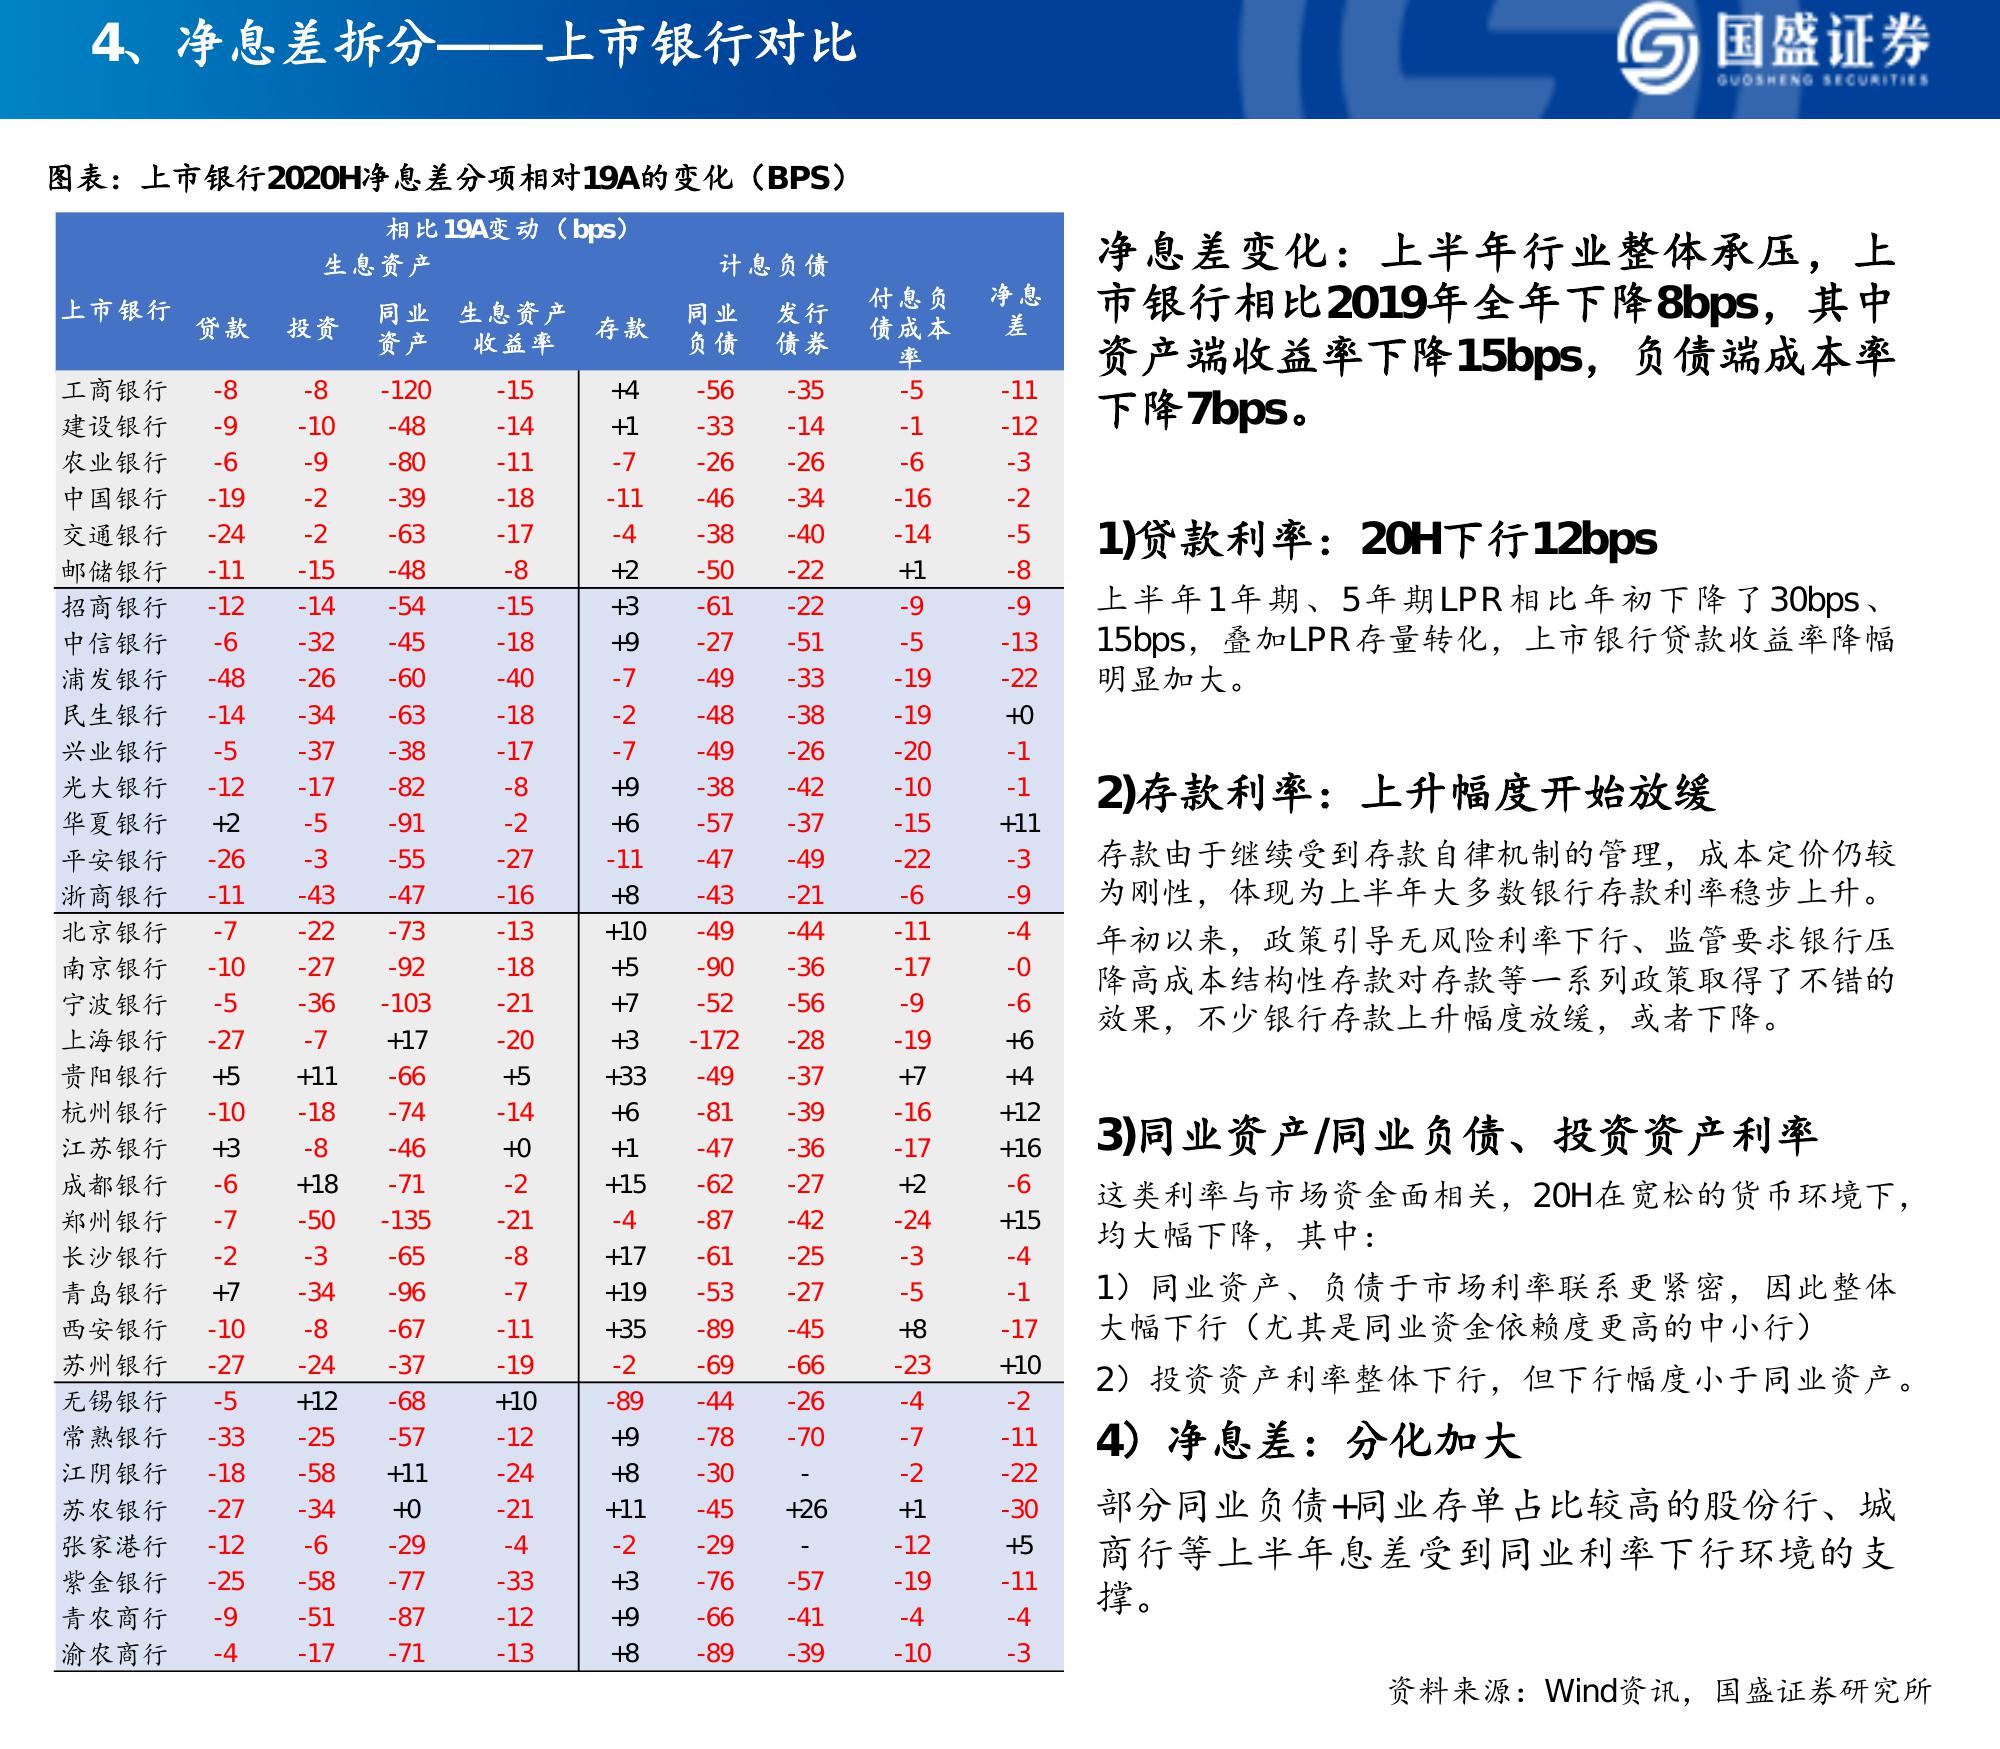 4、净息差拆分——上市银行对比
国盛证券
GUOSHENG SECURITIES
图表：上市银行2020H净息差分项相对19A的变化（BPS）
相比19A变动（bps）
生息资产 计息负债
上市银行 贷款 投资 同业资产 生息资产收益率 存款 同业负债 发行债券 付息负债成本率 净息差
工商银行 -8 -8 -120 -15 +4 -56 -35 -5 -11
建设银行 -9 -10 -48 -14 +1 -33 -14 -1 -12
农业银行 -6 -9 -80 -11 -7 -26 -26 -6 -3
中国银行 -19 -2 -39 -18 -11 -46 -34 -16 -2
交通银行 -24 -2 -63 -17 -4 -38 -40 -14 -5
邮储银行 -11 -15 -48 -8 +2 -50 -22 +1 -8
招商银行 -12 -14 -54 -15 +3 -61 -22 -9 -9
中信银行 -6 -32 -45 -18 +9 -27 -51 -5 -13
浦发银行 -48 -26 -60 -40 -7 -49 -33 -19 -22
民生银行 -14 -34 -63 -18 -2 -48 -38 -19 +0
兴业银行 -5 -37 -38 -17 -7 -49 -26 -20 -1
光大银行 -12 -17 -82 -8 +9 -38 -42 -10 -1
华夏银行 +2 -5 -91 -2 +6 -57 -37 -15 +11
平安银行 -26 -3 -55 -27 -11 -47 -49 -22 -3
浙商银行 -11 -43 -47 -16 +8 -43 -21 -6 -9
北京银行 -7 -22 -73 -13 +10 -49 -44 -11 -4
南京银行 -10 -27 -92 -18 +5 -90 -36 -17 -0
宁波银行 -5 -36 -103 -21 +7 -52 -56 -9 -6
上海银行 -27 -7 +17 -20 +3 -172 -28 -19 +6
贵阳银行 +5 +11 -66 +5 +33 -49 -37 +7 +4
杭州银行 -10 -18 -74 -14 +6 -81 -39 -16 +12
江苏银行 +3 -8 -46 +0 +1 -47 -36 -17 +16
成都银行 -6 +18 -71 -2 +15 -62 -27 +2 -6
郑州银行 -7 -50 -135 -21 -4 -87 -42 -24 +15
长沙银行 -2 -3 -65 -8 +17 -61 -25 -3 -4
青岛银行 +7 -34 -96 -7 +19 -53 -27 -5 -1
西安银行 -10 -8 -67 -11 +35 -89 -45 +8 -17
苏州银行 -27 -24 -37 -19 -2 -69 -66 -23 +10
无锡银行 -5 +12 -68 +10 -89 -44 -26 -4 -2
常熟银行 -33 -25 -57 -12 +9 -78 -70 -7 -11
江阴银行 -18 -58 +11 -24 +8 -30 - -2 -22
苏农银行 -27 -34 +0 -21 +11 -45 +26 +1 -30
张家港行 -12 -6 -29 -4 -2 -29 - -12 +5
紫金银行 -25 -58 -77 -33 +3 -76 -57 -19 -11
青农商行 -9 -51 -87 -12 +9 -66 -41 -4 -4
渝农商行 -4 -17 -71 -13 +8 -89 -39 -10 -3
净息差变化：上半年行业整体承压，上
市银行相比2019年全年下降8bps，其中
资产端收益率下降15bps，负债端成本率
下降7bps。
1)贷款利率：20H下行12bps
上半年1年期、5年期LPR相比年初下降了30bps、
15bps，叠加LPR存量转化，上市银行贷款收益率降幅
明显加大。
2)存款利率：上升幅度开始放缓
存款由于继续受到存款自律机制的管理，成本定价仍较
为刚性，体现为上半年大多数银行存款利率稳步上升。
年初以来，政策引导无风险利率下行、监管要求银行压
降高成本结构性存款对存款等一系列政策取得了不错的
效果，不少银行存款上升幅度放缓，或者下降。
3)同业资产/同业负债、投资资产利率
这类利率与市场资金面相关，20H在宽松的货币环境下，
均大幅下降，其中：
1）同业资产、负债于市场利率联系更紧密，因此整体
大幅下行（尤其是同业资金依赖度更高的中小行）
2）投资资产利率整体下行，但下行幅度小于同业资产。
4）净息差：分化加大
部分同业负债+同业存单占比较高的股份行、城
商行等上半年息差受到同业利率下行环境的支
撑。
资料来源：Wind资讯，国盛证券研究所